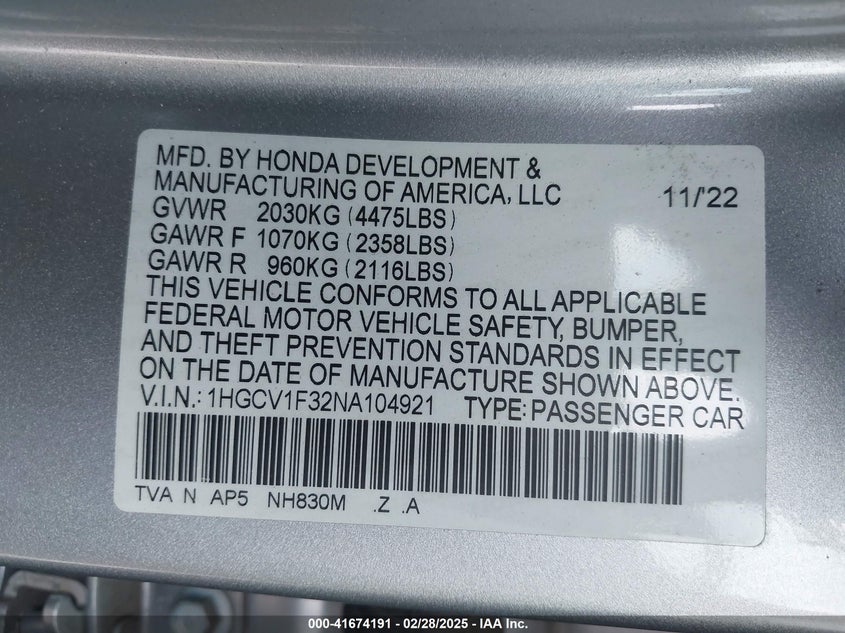 MFD. BY HONDA DEVELOPMENT &
MANUFACTURING OF AMERICA, LLC 11/'22
GVWR 2030KG (4475LBS)
GAWR F 1070KG (2358LBS)
GAWR R 960KG (2116LBS)
THIS VEHICLE CONFORMS TO ALL APPLICABLE
FEDERAL MOTOR VEHICLE SAFETY, BUMPER,
AND THEFT PREVENTION STANDARDS IN EFFECT
ON THE DATE OF MANUFACTURE SHOWN ABOVE.
V.I.N.: 1HGCV1F32NA104921 TYPE: PASSENGER CAR
TVA N AP5 NH830M .Z .A
000-41674191 - 02/28/2025 - IAA Inc.